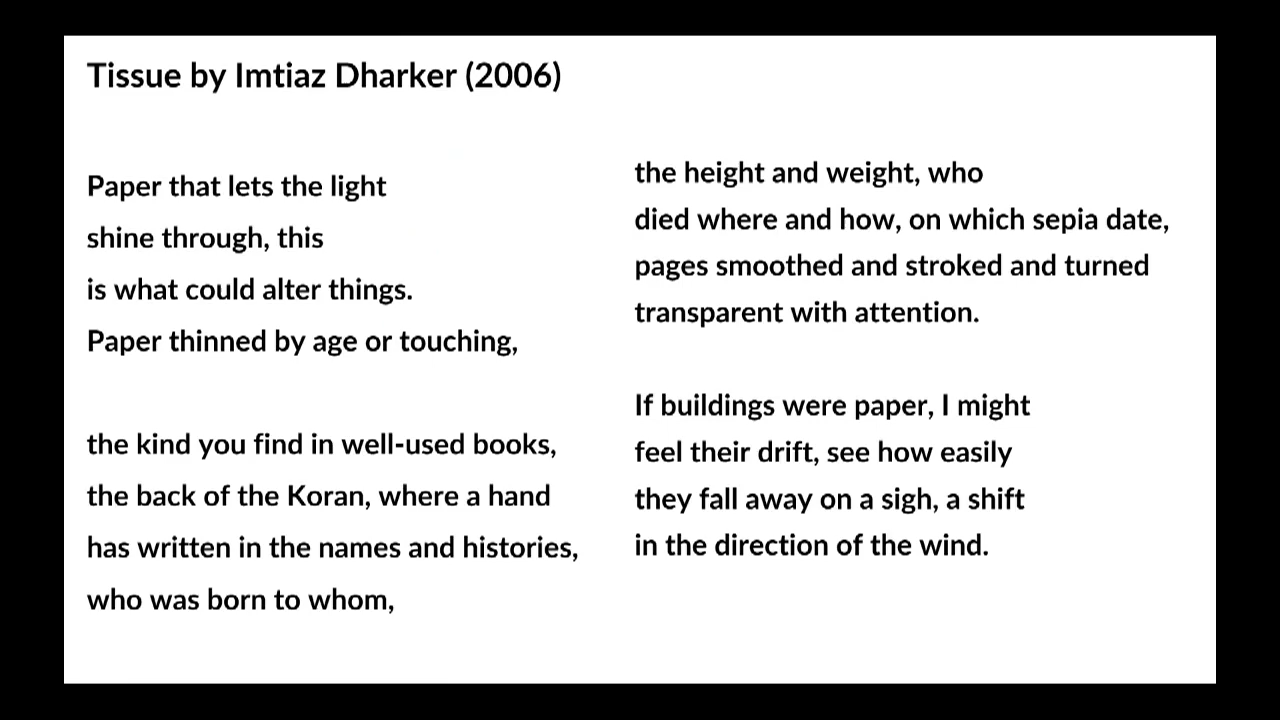 Tissue by Imtiaz Dharker (2006)
Paper that lets the light
shine through, this
is what could alter things.
Paper thinned by age or touching,
the kind you find in well-used books,
the back of the Koran, where a hand
has written in the names and histories,
who was born to whom,
the height and weight, who
died where and how, on which sepia date,
pages smoothed and stroked and turned
transparent with attention.
If buildings were paper, I might
feel their drift, see how easily
they fall away on a sigh, a shift
in the direction of the wind.